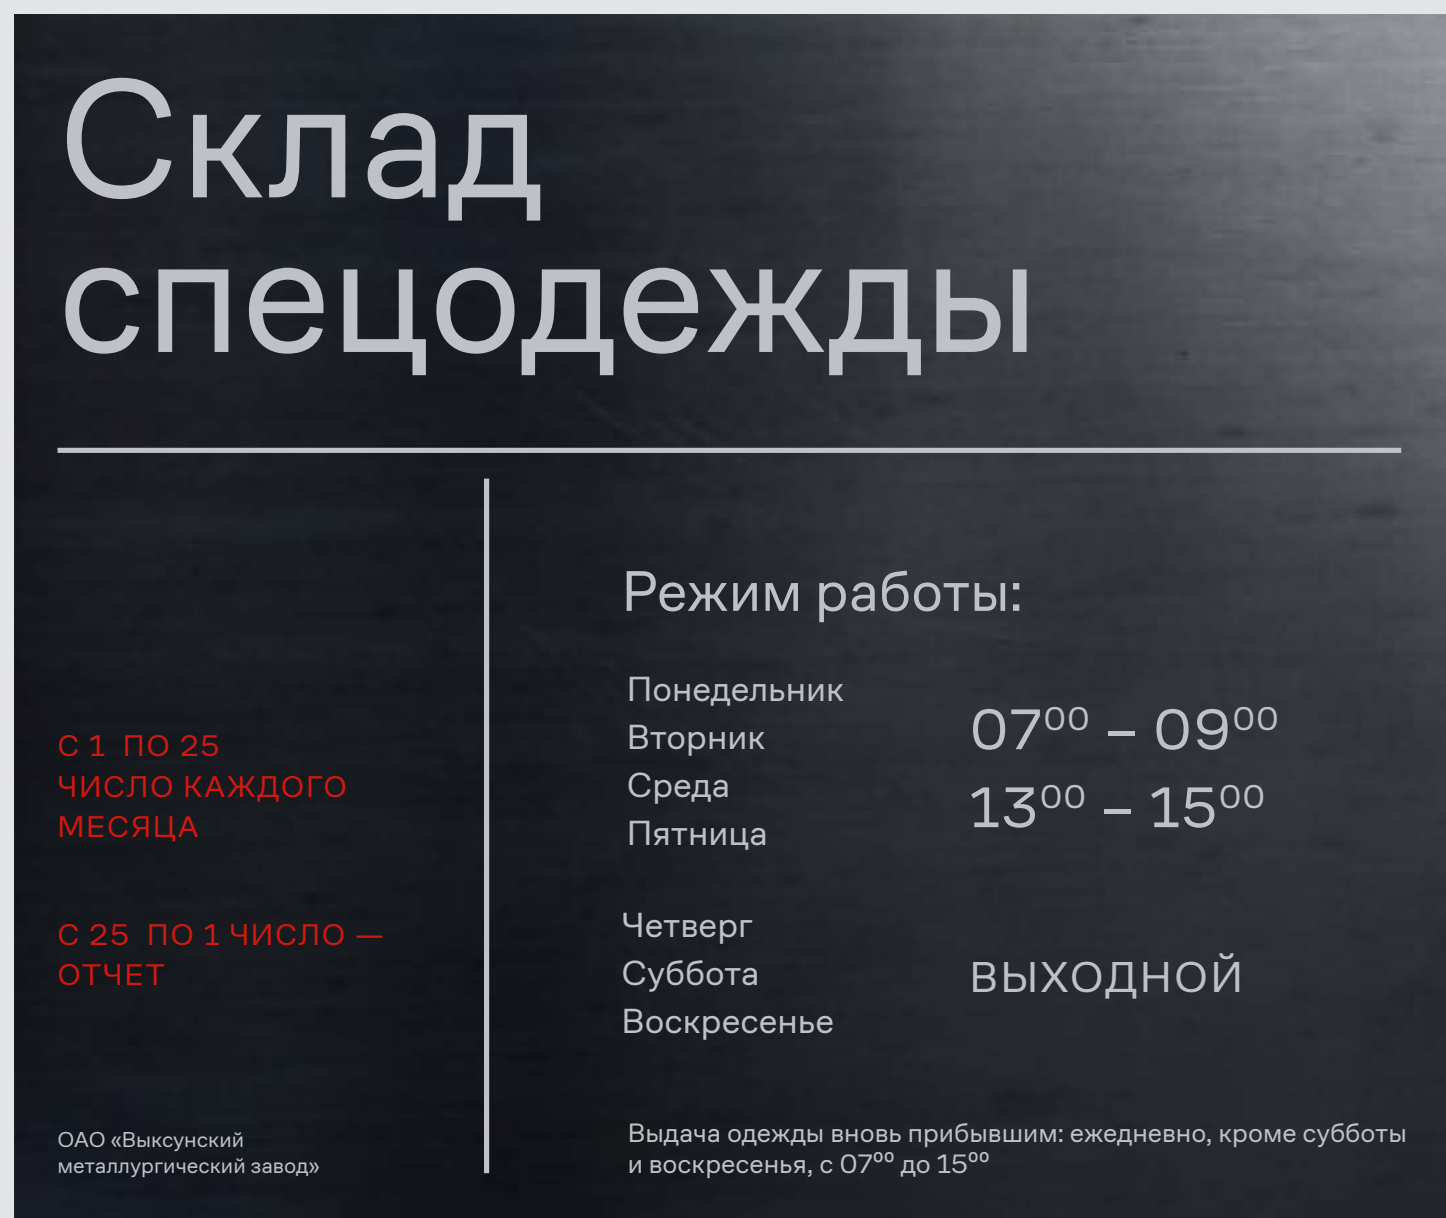 Склад
спецодежды
С 1 ПО 25
ЧИСЛО КАЖДОГО
МЕСЯЦА
С 25 ПО 1 ЧИСЛО —
ОТЧЕТ
ОАО «Выксунский
металлургический завод»
Режим работы:
Понедельник
Вторник
Среда
Пятница
07⁰⁰ – 09⁰⁰
13⁰⁰ – 15⁰⁰
Четверг
Суббота
Воскресенье
ВЫХОДНОЙ
Выдача одежды вновь прибывшим: ежедневно, кроме субботы
и воскресенья, с 07⁰⁰ до 15⁰⁰